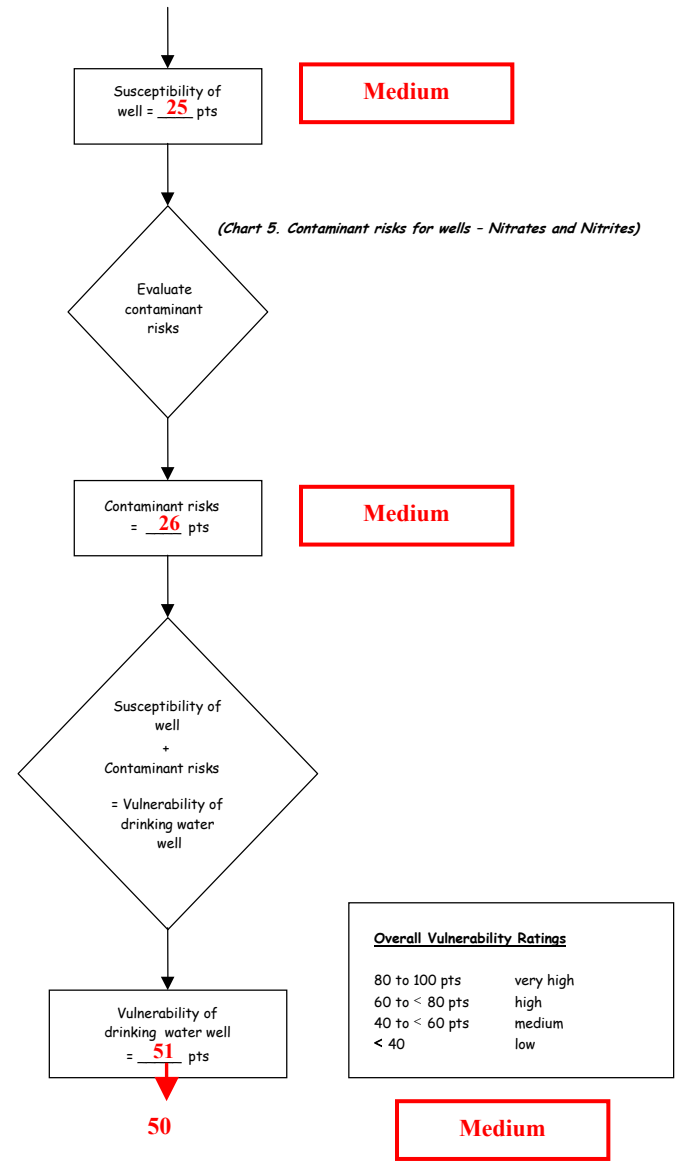 Susceptibility of
well = 25 pts
Medium
(Chart 5. Contaminant risks for wells – Nitrates and Nitrites)
Evaluate
contaminant
risks
Contaminant risks
= 26 pts
Medium
Susceptibility of
well
+
Contaminant risks
= Vulnerability of
drinking water
well
Vulnerability of
drinking water well
= 51 pts
50
Overall Vulnerability Ratings
80 to 100 pts very high
60 to < 80 pts high
40 to < 60 pts medium
< 40 low
Medium